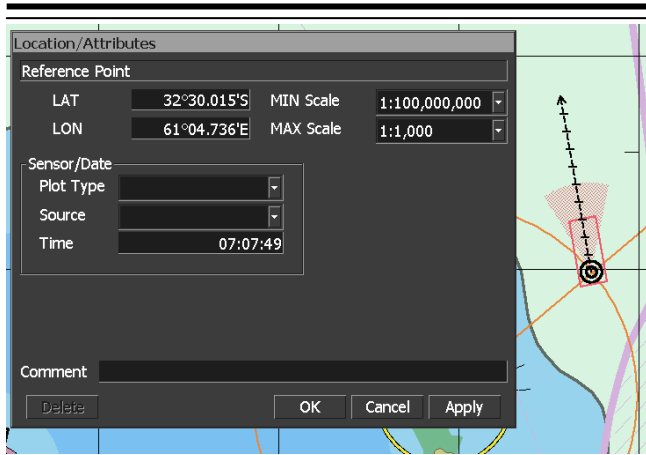 Location/Attributes
Reference Point
LAT 32°30.015'S MIN Scale 1:100,000,000
LON 61°04.736'E MAX Scale 1:1,000
Sensor/Date
Plot Type
Source
Time 07:07:49
Comment
Delete OK Cancel Apply